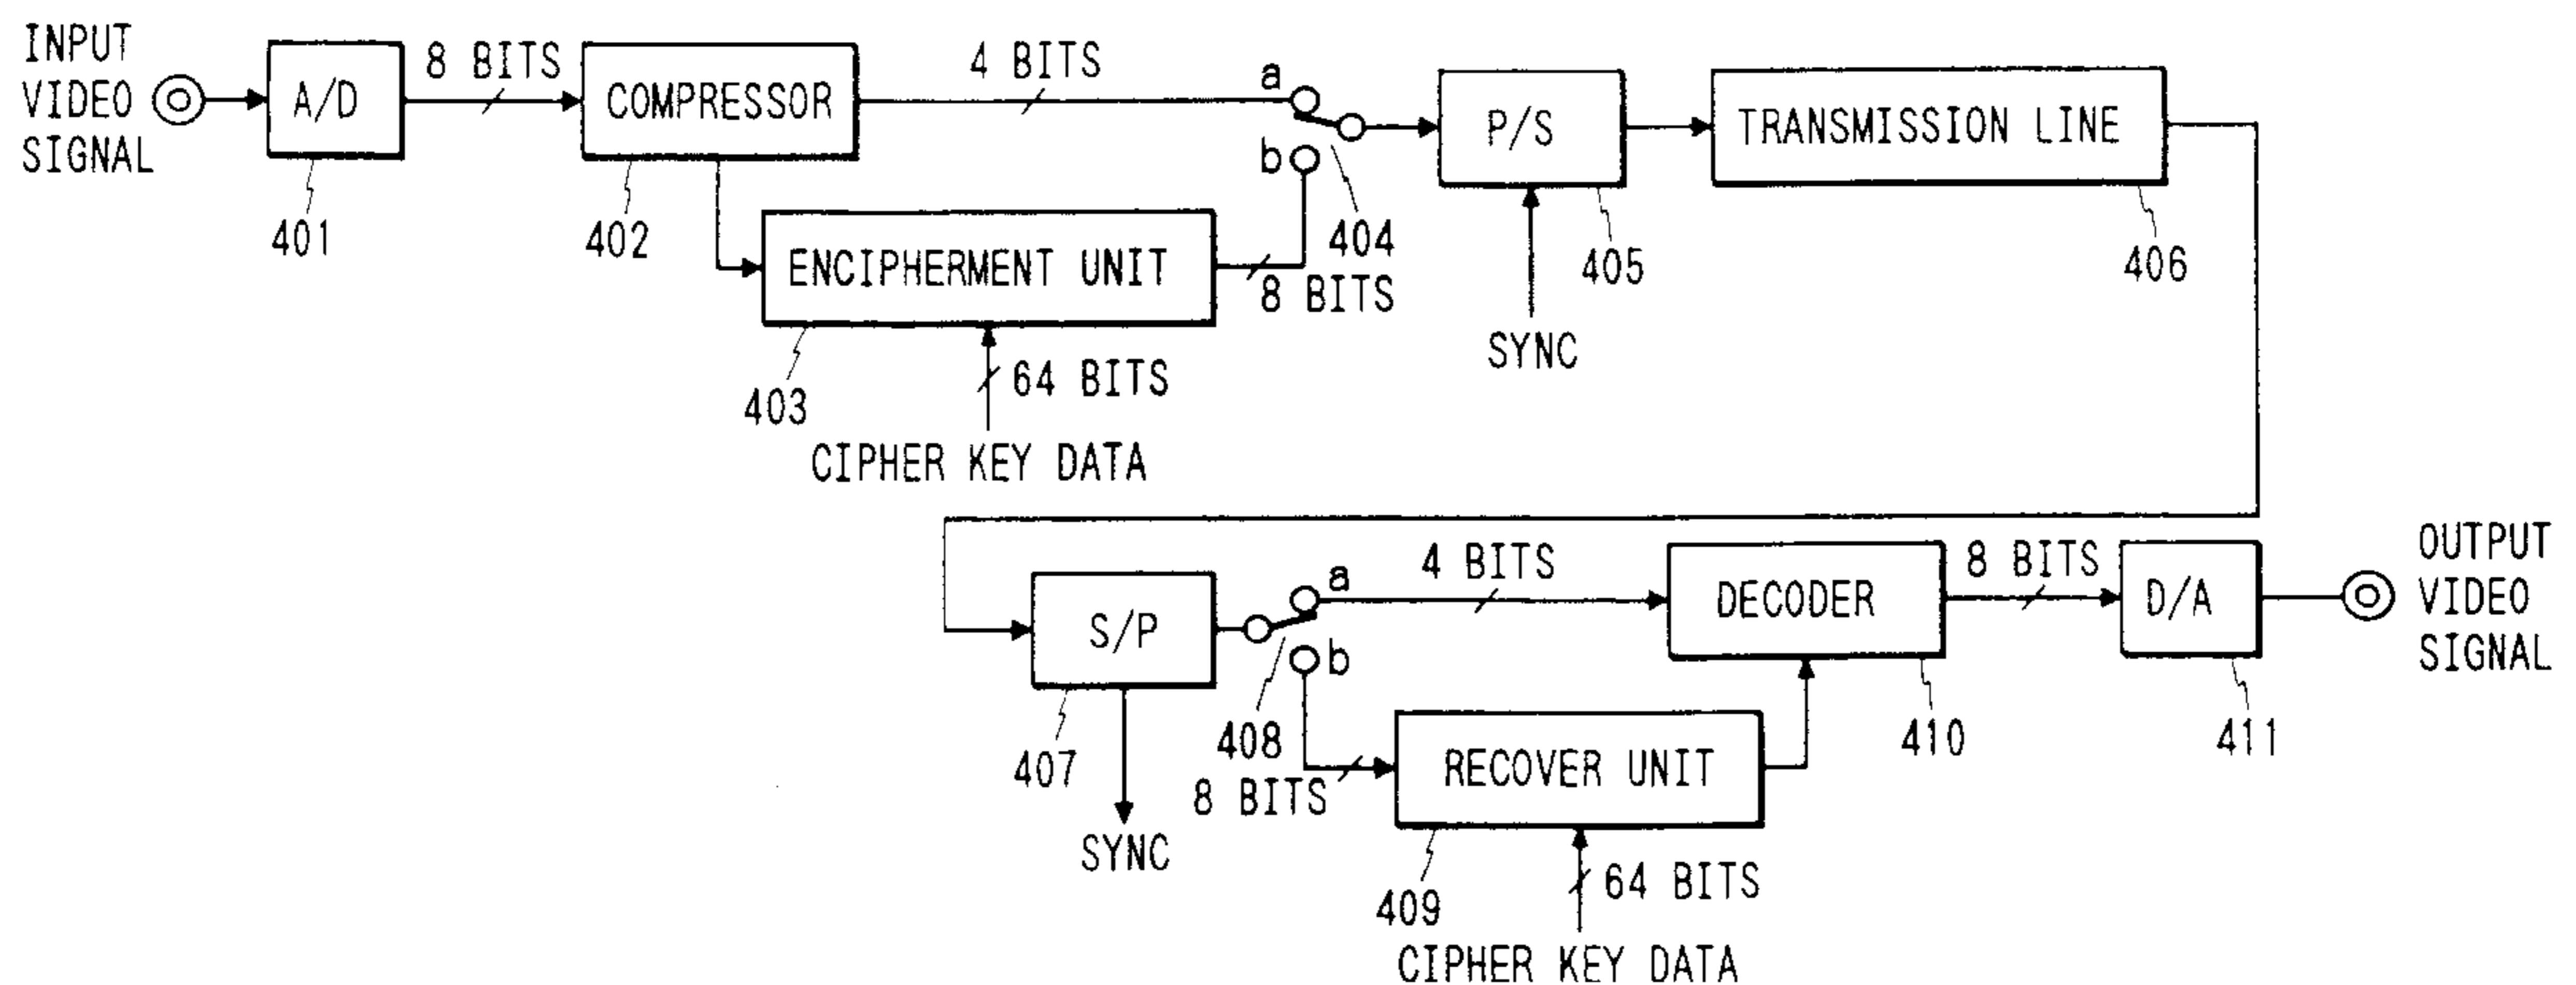 INPUT
VIDEO
SIGNAL
A/D
401
8 BITS
COMPRESSOR
402
4 BITS
a
b
404
ENCIPHERMENT UNIT
403
8 BITS
64 BITS
CIPHER KEY DATA
P/S
405
SYNC
TRANSMISSION LINE
406
S/P
407
SYNC
a
b
408
4 BITS
8 BITS
RECOVER UNIT
409
64 BITS
CIPHER KEY DATA
DECODER
410
8 BITS
D/A
411
OUTPUT
VIDEO
SIGNAL